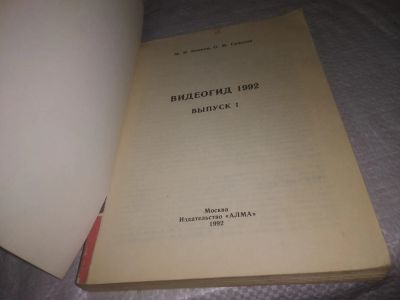 ВИДЕОГИД 1992
ВЫПУСК 1
Москва
Издательство «АЛМА»
1992